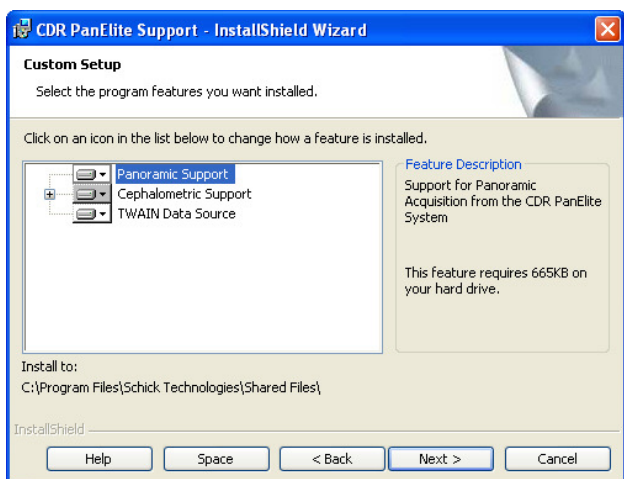 CDR PanElite Support - InstallShield Wizard
Custom Setup
Select the program features you want installed.
Click on an icon in the list below to change how a feature is installed.
Panoramic Support
Cephalometric Support
TWAIN Data Source
Feature Description
Support for Panoramic
Acquisition from the CDR PanElite
System
This feature requires 665KB on
your hard drive.
Install to:
C:\Program Files\Schick Technologies\Shared Files\
InstallShield
Help
Space
< Back
Next >
Cancel